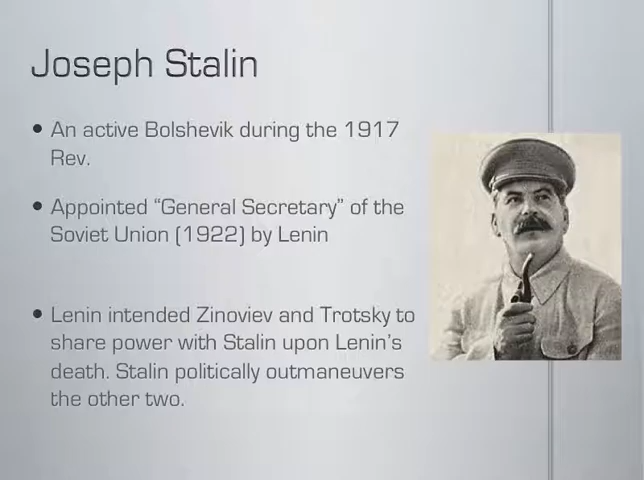 Joseph Stalin
• An active Bolshevik during the 1917
Rev.
• Appointed “General Secretary” of the
Soviet Union (1922) by Lenin
• Lenin intended Zinoviev and Trotsky to
share power with Stalin upon Lenin’s
death. Stalin politically outmaneuvers
the other two.